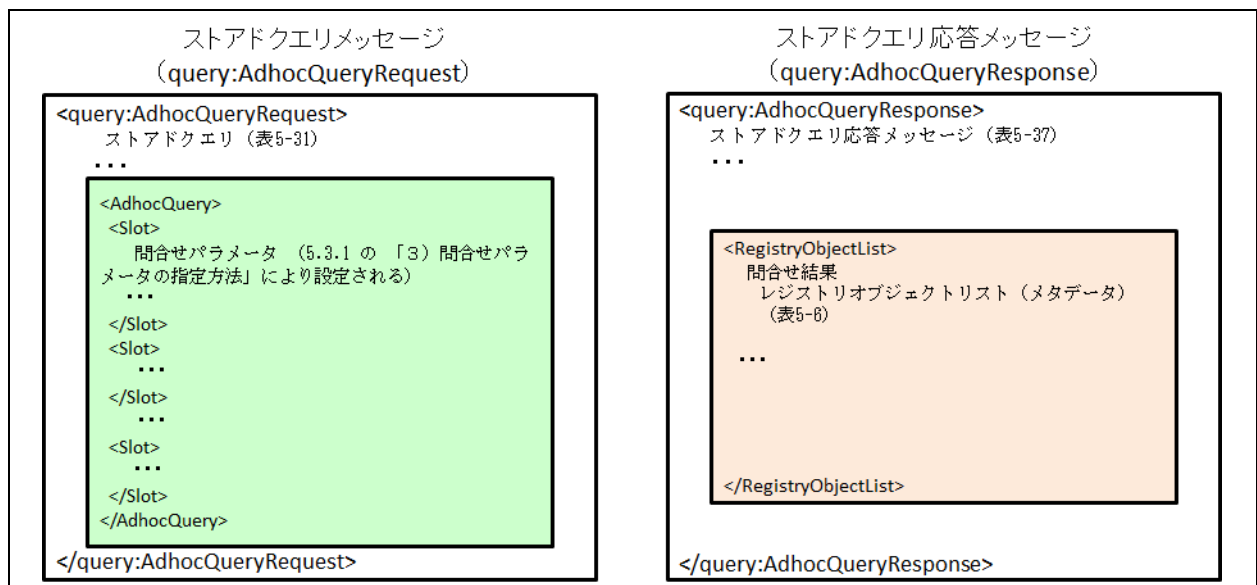 ストアドクエリメッセージ
（query:AdhocQueryRequest）
<query:AdhocQueryRequest>
ストアドクエリ（表5-31）
・・・
<AdhocQuery>
<Slot>
問合せパラメータ （5.3.1 の 「３）問合せパラ
メータの指定方法」により設定される）
・・・
</Slot>
<Slot>
・・・
</Slot>
・・・
<Slot>
・・・
</Slot>
</AdhocQuery>
</query:AdhocQueryRequest>
ストアドクエリ応答メッセージ
（query:AdhocQueryResponse）
<query:AdhocQueryResponse>
ストアドクエリ応答メッセージ（表5-37）
・・・
<RegistryObjectList>
問合せ結果
レジストリオブジェクトリスト（メタデータ）
（表5-6）
・・・
</RegistryObjectList>
</query:AdhocQueryResponse>